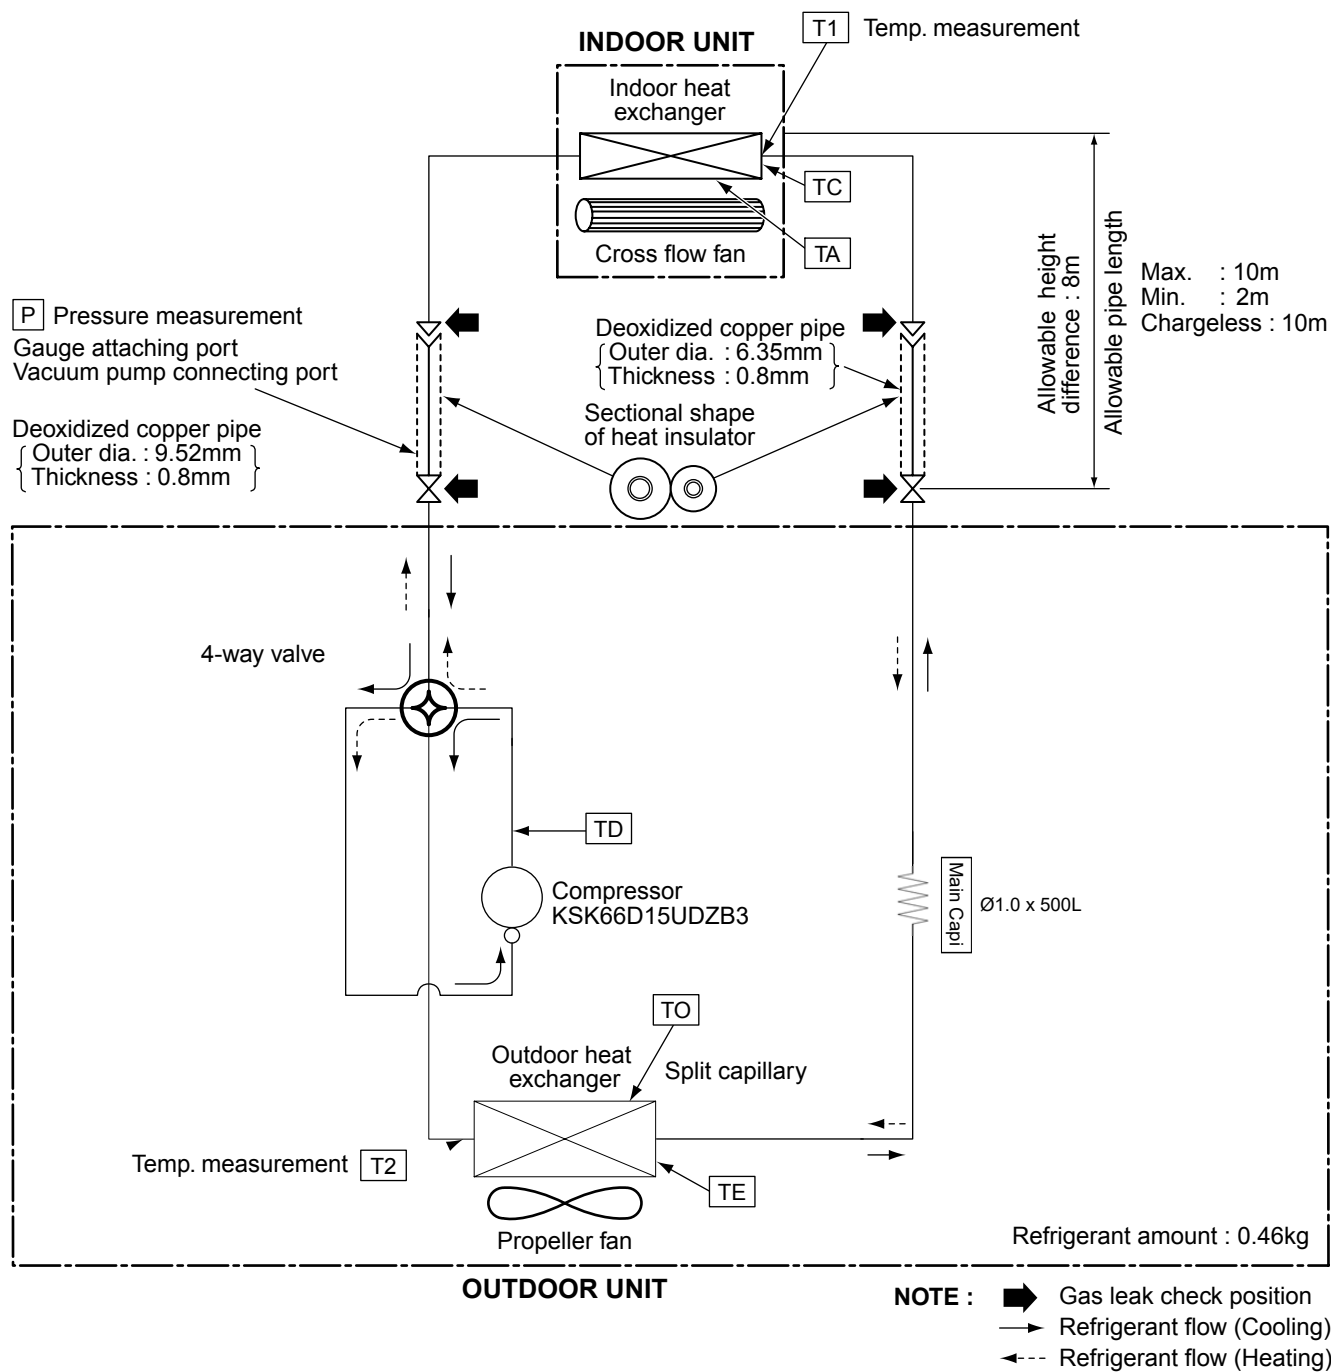 T1 Temp. measurement
INDOOR UNIT
Indoor heat
exchanger
TC
Cross flow fan
TA
Allowable height
difference : 8m
Allowable pipe length
Max. : 10m
Min. : 2m
Chargeless : 10m
P Pressure measurement
Gauge attaching port
Vacuum pump connecting port
Deoxidized copper pipe
Outer dia. : 6.35mm
Thickness : 0.8mm
Sectional shape
of heat insulator
Deoxidized copper pipe
Outer dia. : 9.52mm
Thickness : 0.8mm
4-way valve
TD
Compressor
KSK66D15UDZB3
Main Capi
Ø1.0 x 500L
TO
Outdoor heat
exchanger
Split capillary
Temp. measurement T2
TE
Propeller fan
Refrigerant amount : 0.46kg
OUTDOOR UNIT
NOTE :
Gas leak check position
Refrigerant flow (Cooling)
Refrigerant flow (Heating)